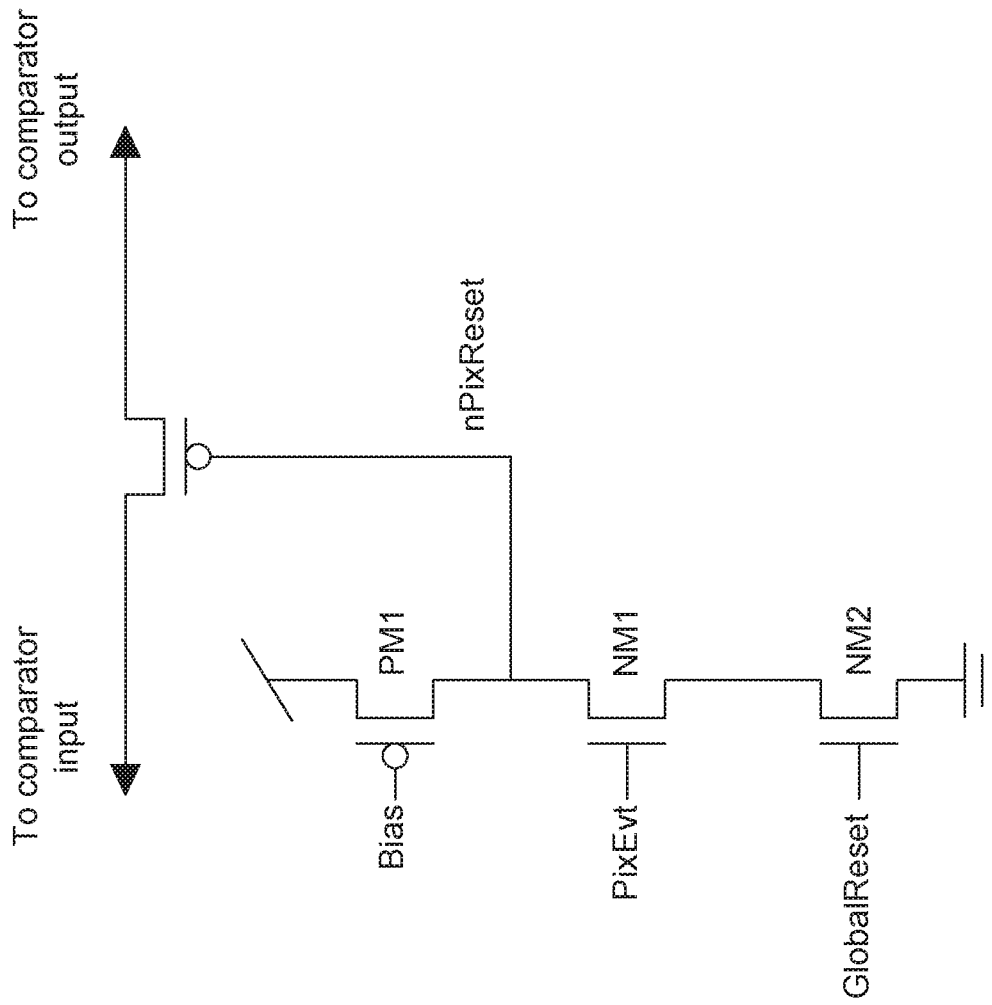 To comparator
input
To comparator
output
nPixReset
Bias
PM1
PixEvt
NM1
GlobalReset
NM2